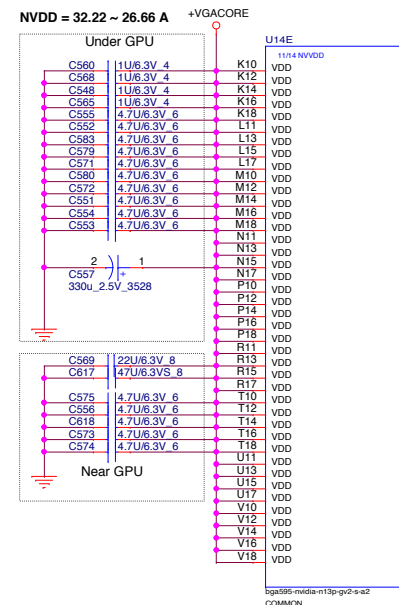 NVDD = 32.22 ~ 26.66 A
+VGACORE
Under GPU
U14E
11/14 NVVDD
C560 1U/6.3V_4 K10 VDD
C568 1U/6.3V_4 K12 VDD
C548 1U/6.3V_4 K14 VDD
C565 1U/6.3V_4 K16 VDD
C555 4.7U/6.3V_6 K18 VDD
C552 4.7U/6.3V_6 L11 VDD
C583 4.7U/6.3V_6 L13 VDD
C579 4.7U/6.3V_6 L15 VDD
C571 4.7U/6.3V_6 L17 VDD
C580 4.7U/6.3V_6 M10 VDD
C572 4.7U/6.3V_6 M12 VDD
C551 4.7U/6.3V_6 M14 VDD
C554 4.7U/6.3V_6 M16 VDD
C553 4.7U/6.3V_6 M18 VDD
N11 VDD
N13 VDD
2 1 N15 VDD
+
C557 N17 VDD
330u_2.5V_3528 P10 VDD
P12 VDD
P14 VDD
P16 VDD
P18 VDD
R11 VDD
C569 22U/6.3V_8 R13 VDD
C617 47U/6.3VS_8 R15 VDD
R17 VDD
C575 4.7U/6.3V_6 T10 VDD
C556 4.7U/6.3V_6 T12 VDD
C618 4.7U/6.3V_6 T14 VDD
C573 4.7U/6.3V_6 T16 VDD
C574 4.7U/6.3V_6 T18 VDD
U11 VDD
Near GPU
U13 VDD
U15 VDD
U17 VDD
V10 VDD
V12 VDD
V14 VDD
V16 VDD
V18 VDD
bga595-nvidia-n13p-gv2-s-a2
COMMON